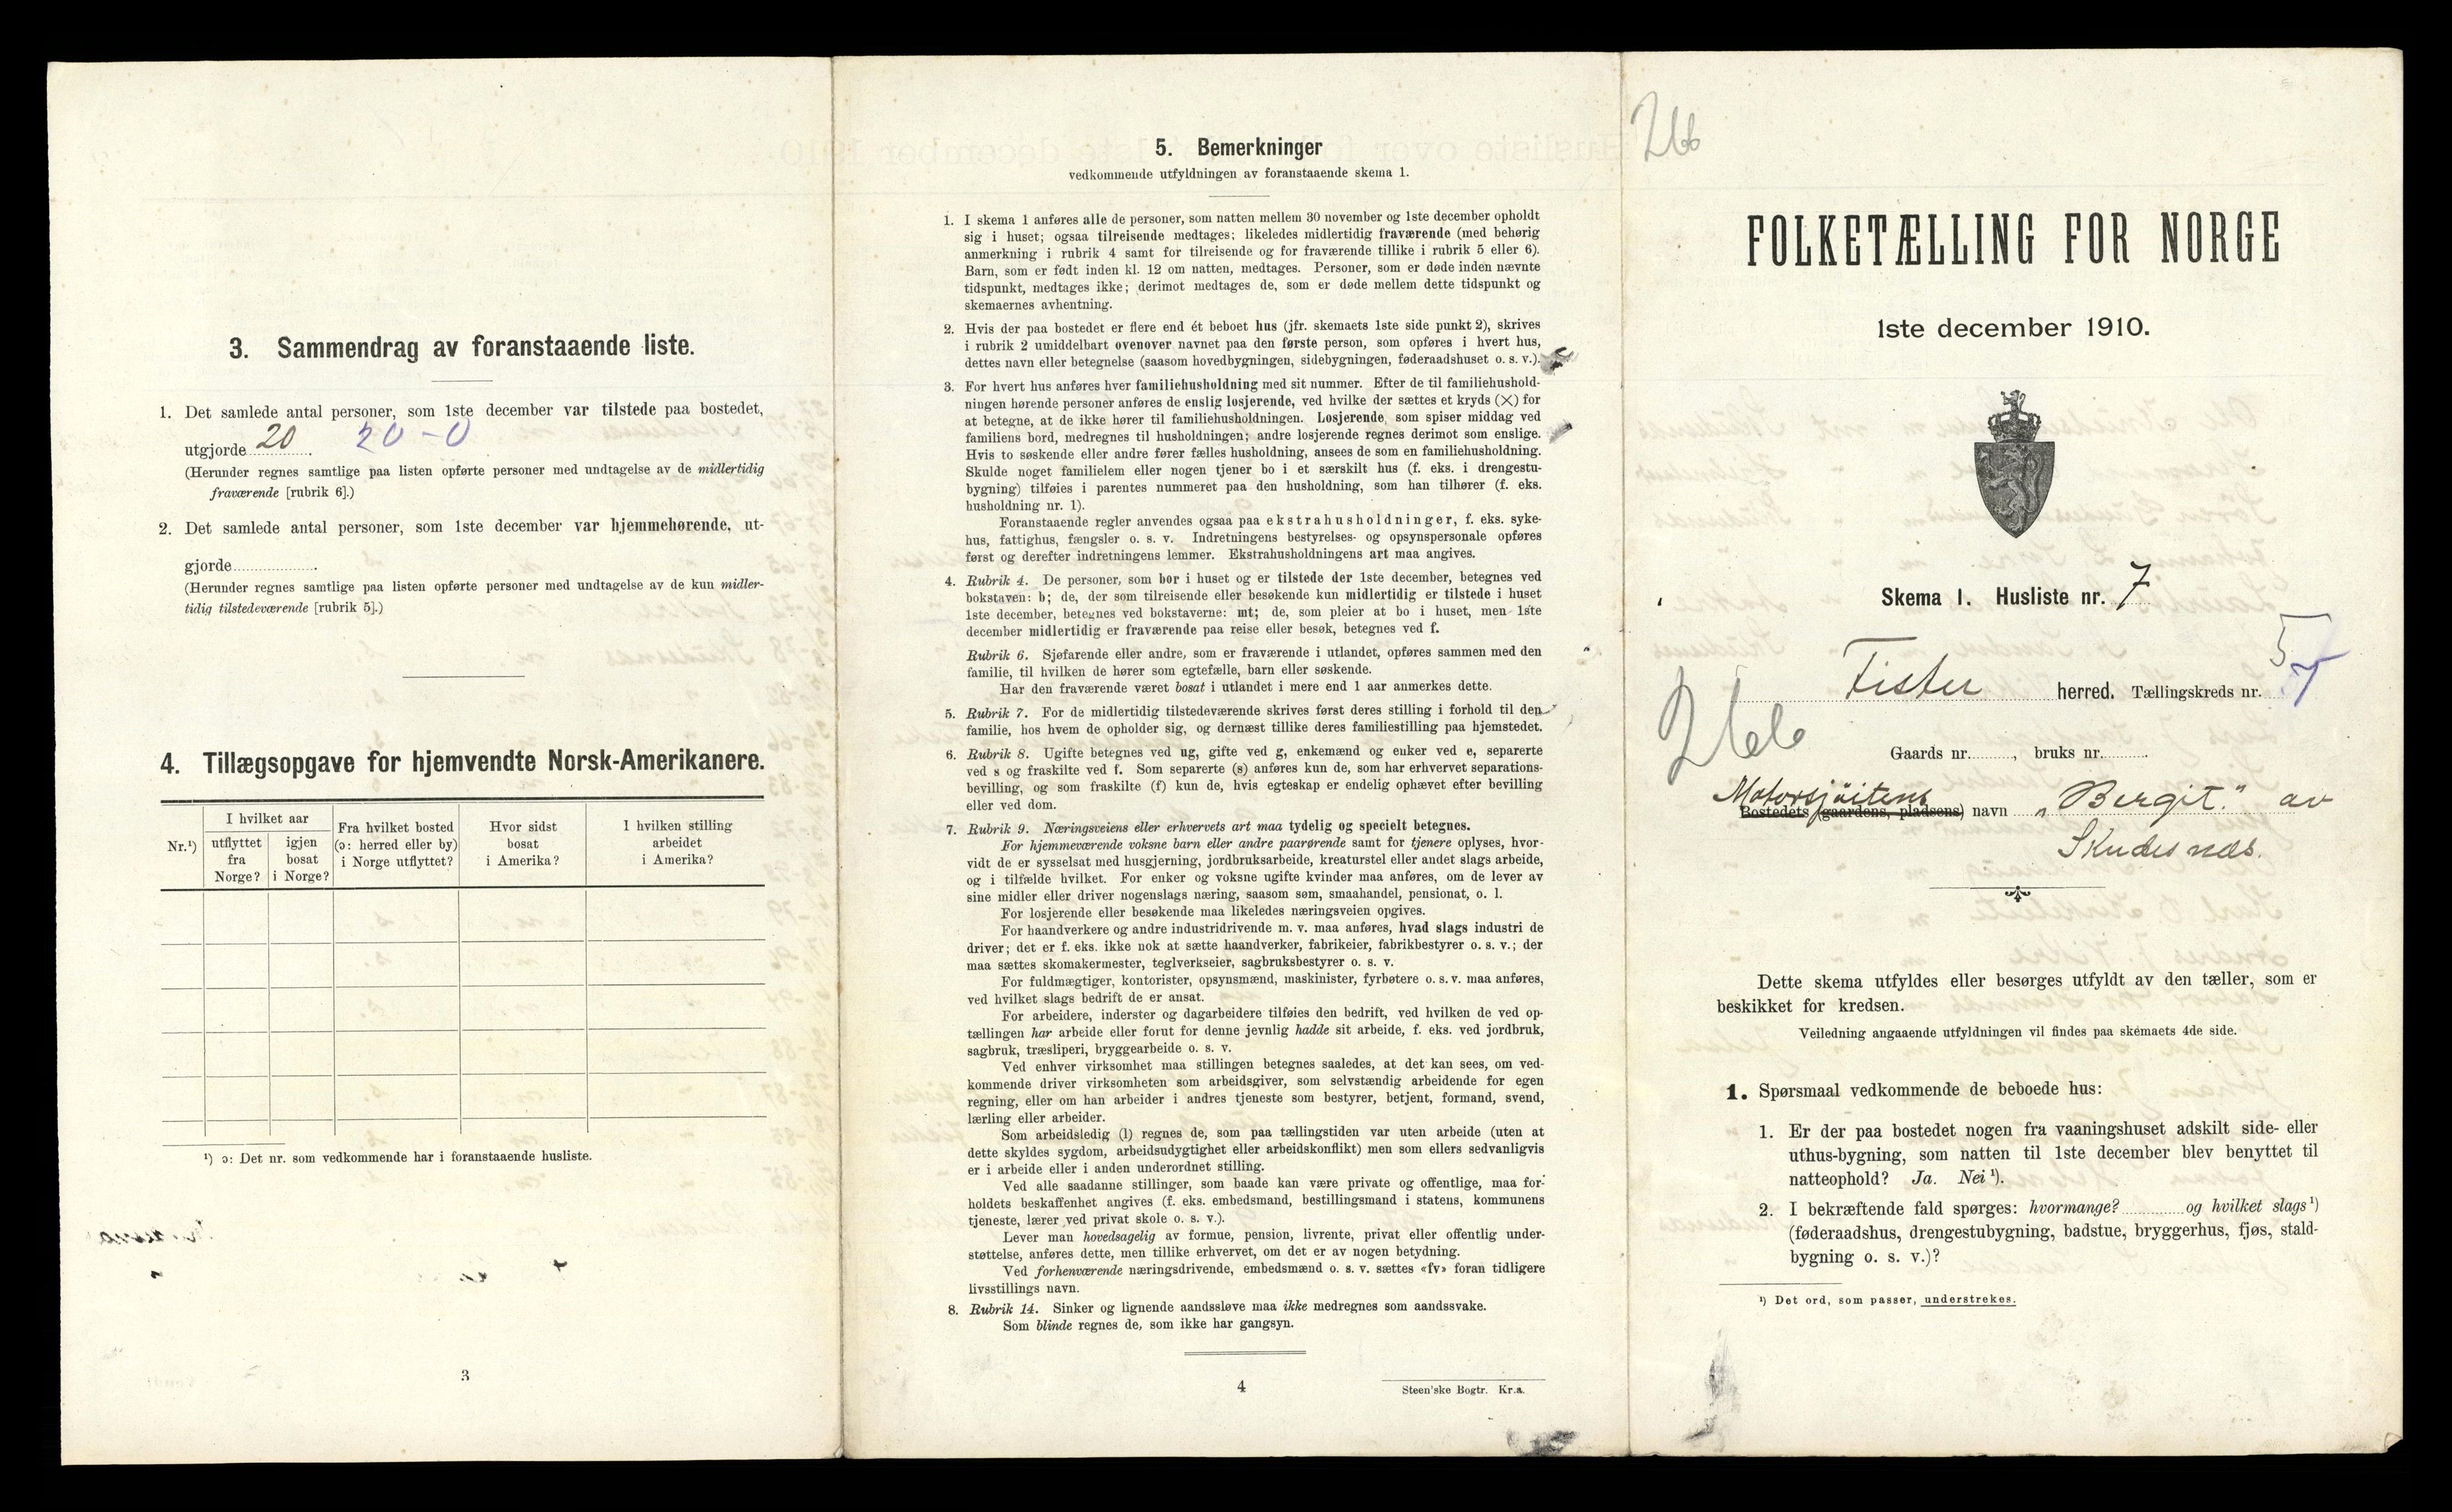 3. Sammendrag av foranstaaende liste.
1. Det samlede antal personer, som 1ste december var tilstede paa bostedet,
utgjorde 20 20-0
(Herunder regnes samtlige paa listen opførte personer med undtagelse av de midlertidig
fraværende [rubrik 6].)
2. Det samlede antal personer, som 1ste december var hjemmehørende, ut-
gjorde.
(Herunder regnes samtlige paa listen opførte personer med undtagelse av de kun midler-
tidig tilstedeværende [rubrik 5].)
4. Tillægsopgave for hjemvendte Norsk-Amerikanere.
Nr.¹)
I hvilket aar
utflyttet
fra
Norge?
igjen
bosat
i Norge?
Fra hvilket bosted
(ɔ: herred eller by)
i Norge utflyttet?
Hvor sidst
bosat
i Amerika?
I hvilken stilling
arbeidet
i Amerika?
¹) ɔ: Det nr. som vedkommende har i foranstaaende husliste.
3
5. Bemerkninger
vedkommende utfyldningen av foranstaaende skema 1.
1. I skema 1 anføres alle de personer, som natten mellem 30 november og 1ste december opholdt
sig i huset; ogsaa tilreisende medtages; likeledes midlertidig fraværende (med behørig
anmerkning i rubrik 4 samt for tilreisende og for fraværende tillike i rubrik 5 eller 6).
Barn, som er født inden kl. 12 om natten, medtages. Personer, som er døde inden nævnte
tidspunkt, medtages ikke; derimot medtages de, som er døde mellem dette tidspunkt og
skemaernes avhentning.
2. Hvis der paa bostedet er flere end ét beboet hus (jfr. skemaets 1ste side punkt 2), skrives
i rubrik 2 umiddelbart ovenover navnet paa den første person, som opføres i hvert hus,
dettes navn eller betegnelse (saasom hovedbygningen, sidebygningen, føderaadshuset o. s. v.).
3. For hvert hus anføres hver familiehusholdning med sit nummer. Efter de til familiehushold-
ningen hørende personer anføres de enslig losjerende, ved hvilke der sættes et kryds (×) for
at betegne, at de ikke hører til familiehusholdningen. Losjerende, som spiser middag ved
familiens bord, medregnes til husholdningen; andre losjerende regnes derimot som enslige.
Hvis to søskende eller andre fører fælles husholdning, ansees de som en familiehusholdning.
Skulde noget familielem eller nogen tjener bo i et særskilt hus (f. eks. i drengestu-
bygning) tilføies i parentes nummeret paa den husholdning, som han tilhører (f. eks.
husholdning nr. 1).
Foranstaaende regler anvendes ogsaa paa ekstrahusholdninger, f. eks. syke-
hus, fattighus, fængsler o. s. v. Indretningens bestyrelses- og opsynspersonale opføres
først og derefter indretningens lemmer. Ekstrahusholdningens art maa angives.
4. Rubrik 4. De personer, som bor i huset og er tilstede der 1ste december, betegnes ved
bokstaven: b; de, der som tilreisende eller besøkende kun midlertidig er tilstede i huset
1ste december, betegnes ved bokstaverne: mt; de, som pleier at bo i huset, men 1ste
december midlertidig er fraværende paa reise eller besøk, betegnes ved f.
Rubrik 6. Sjøfarende eller andre, som er fraværende i utlandet, opføres sammen med den
familie, til hvilken de hører som egtefælle, barn eller søskende.
Har den fraværende været bosat i utlandet i mere end 1 aar anmerkes dette.
5. Rubrik 7. For de midlertidig tilstedeværende skrives først deres stilling i forhold til den
familie, hos hvem de opholder sig, og dernæst tillike deres familiestilling paa hjemstedet.
6. Rubrik 8. Ugifte betegnes ved ug, gifte ved g, enkemænd og enker ved e, separerte
ved s og fraskilte ved f. Som separerte (s) anføres kun de, som har erhvervet separations-
bevilling, og som fraskilte (f) kun de, hvis egteskap er endelig ophævet efter bevilling
eller ved dom.
7. Rubrik 9. Næringsveiens eller erhvervets art maa tydelig og specielt betegnes.
For hjemmeværende voksne barn eller andre paarørende samt for tjenere oplyses, hvor-
vidt de er sysselsat med husgjerning, jordbruksarbeide, kreaturstel eller andet slags arbeide,
og i tilfælde hvilket. For enker og voksne ugifte kvinder maa anføres, om de lever av
sine midler eller driver nogenslags næring, saasom søm, smaahandel, pensionat, o. l.
For losjerende eller besøkende maa likeledes næringsveien opgives.
For haandverkere og andre industridrivende m. v. maa anføres, hvad slags industri de
driver; det er f. eks. ikke nok at sætte haandverker, fabrikeier, fabrikbestyrer o. s. v.; der
maa sættes skomakermester, teglverkseier, sagbruksbestyrer o. s. v.
For fuldmægtiger, kontorister, opsynsmænd, maskinister, fyrbøtere o. s. v. maa anføres,
ved hvilket slags bedrift de er ansat.
For arbeidere, inderster og dagarbeidere tilføies den bedrift, ved hvilken de ved op-
tællingen har arbeide eller forut for denne jevnlig hadde sit arbeide, f. eks. ved jordbruk,
sagbruk, træsliperi, bryggearbeide o. s. v.
Ved enhver virksomhet maa stillingen betegnes saaledes, at det kan sees, om ved-
kommende driver virksomheten som arbeidsgiver, som selvstændig arbeidende for egen
regning, eller om han arbeider i andres tjeneste som bestyrer, betjent, formand, svend,
lærling eller arbeider.
Som arbeidsledig (l) regnes de, som paa tællingstiden var uten arbeide (uten at
dette skyldes sygdom, arbeidsudygtighet eller arbeidskonflikt) men som ellers sedvanligvis
er i arbeide eller i anden underordnet stilling.
Ved alle saadanne stillinger, som baade kan være private og offentlige, maa for-
holdets beskaffenhet angives (f. eks. embedsmand, bestillingsmand i statens, kommunens
tjeneste, lærer ved privat skole o. s. v.).
Lever man hovedsagelig av formue, pension, livrente, privat eller offentlig under-
støttelse, anføres dette, men tillike erhvervet, om det er av nogen betydning.
Ved forhenværende næringsdrivende, embedsmænd o. s. v. sættes «fv» foran tidligere
livsstillings navn.
8. Rubrik 14. Sinker og lignende aandssløve maa ikke medregnes som aandssvake.
Som blinde regnes de, som ikke har gangsyn.
4
Steen'ske Bogtr. Kr.a.
FOLKETÆLLING FOR NORGE
1ste december 1910.
Skema I. Husliste nr. 7
Fister herred. Tællingskreds nr. 5
Gaards nr. , bruks nr.
Motorsjøitens
Bostedets (gaardens, pladsens) navn „Bergit." av
Skudesnæs.
Dette skema utfyldes eller besørges utfyldt av den tæller, som er
beskikket for kredsen.
Veiledning angaaende utfyldningen vil findes paa skemaets 4de side.
1. Spørsmaal vedkommende de beboede hus:
1. Er der paa bostedet nogen fra vaaningshuset adskilt side- eller
uthus-bygning, som natten til 1ste december blev benyttet til
natteophold? Ja. Nei ¹).
2. I bekræftende fald spørges: hvormange? og hvilket slags ¹)
(føderaadshus, drengestubygning, badstue, bryggerhus, fjøs, stald-
bygning o. s. v.)?
¹) Det ord, som passer, understrekes.